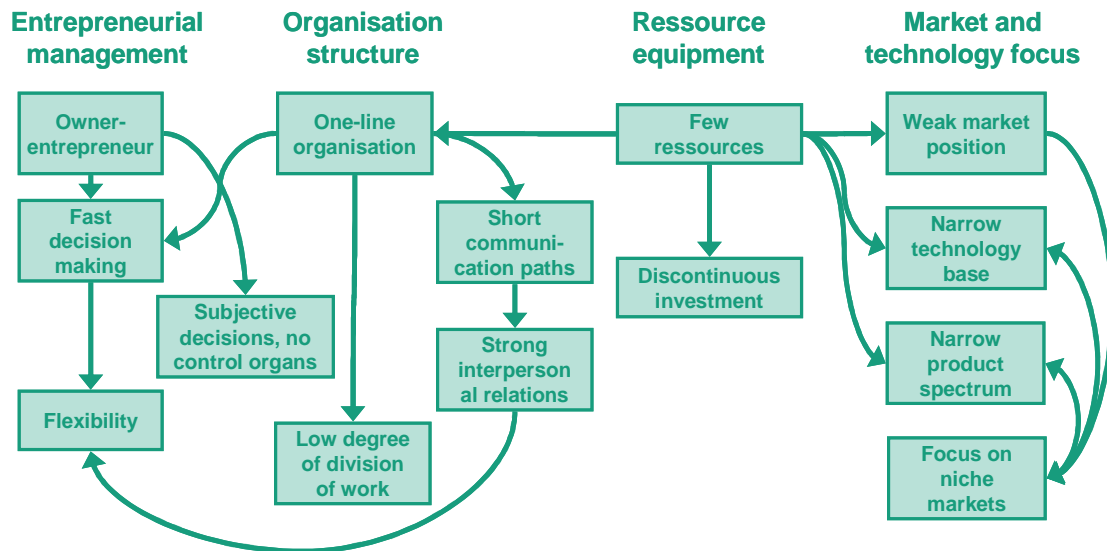 Entrepreneurial
management
Organisation
structure
Ressource
equipment
Market and
technology focus
Owner-
entrepreneur
One-line
organisation
Few
ressources
Weak market
position
Fast
decision
making
Short
communi-
cation paths
Narrow
technology
base
Discontinuous
investment
Subjective
decisions, no
control organs
Strong
interperson
al relations
Narrow
product
spectrum
Flexibility
Low degree
of division
of work
Focus on
niche
markets